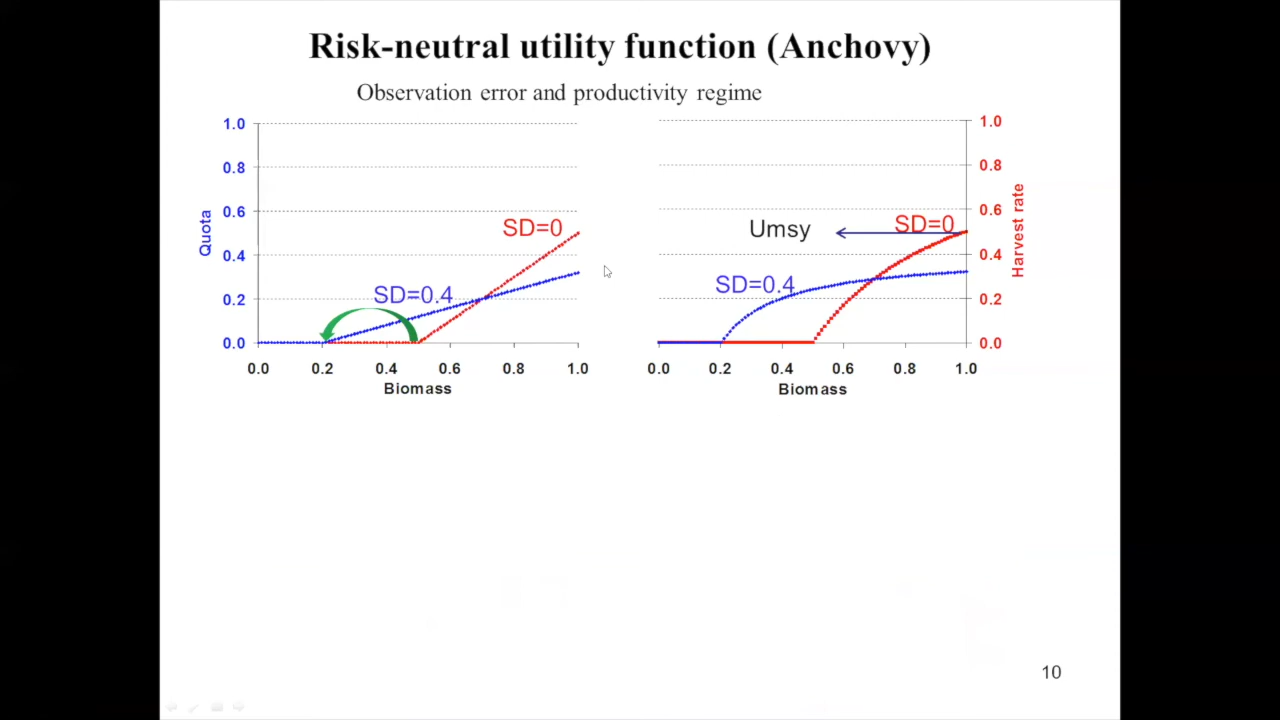 Risk-neutral utility function (Anchovy)
Observation error and productivity regime
Quota
1.0
0.8
0.6
0.4
0.2
0.0
SD=0
SD=0.4
0.0 0.2 0.4 0.6 0.8 1.0
Biomass
Umsy
SD=0
SD=0.4
1.0
0.8
0.6
0.4
0.2
0.0
Harvest rate
0.0 0.2 0.4 0.6 0.8 1.0
Biomass
10